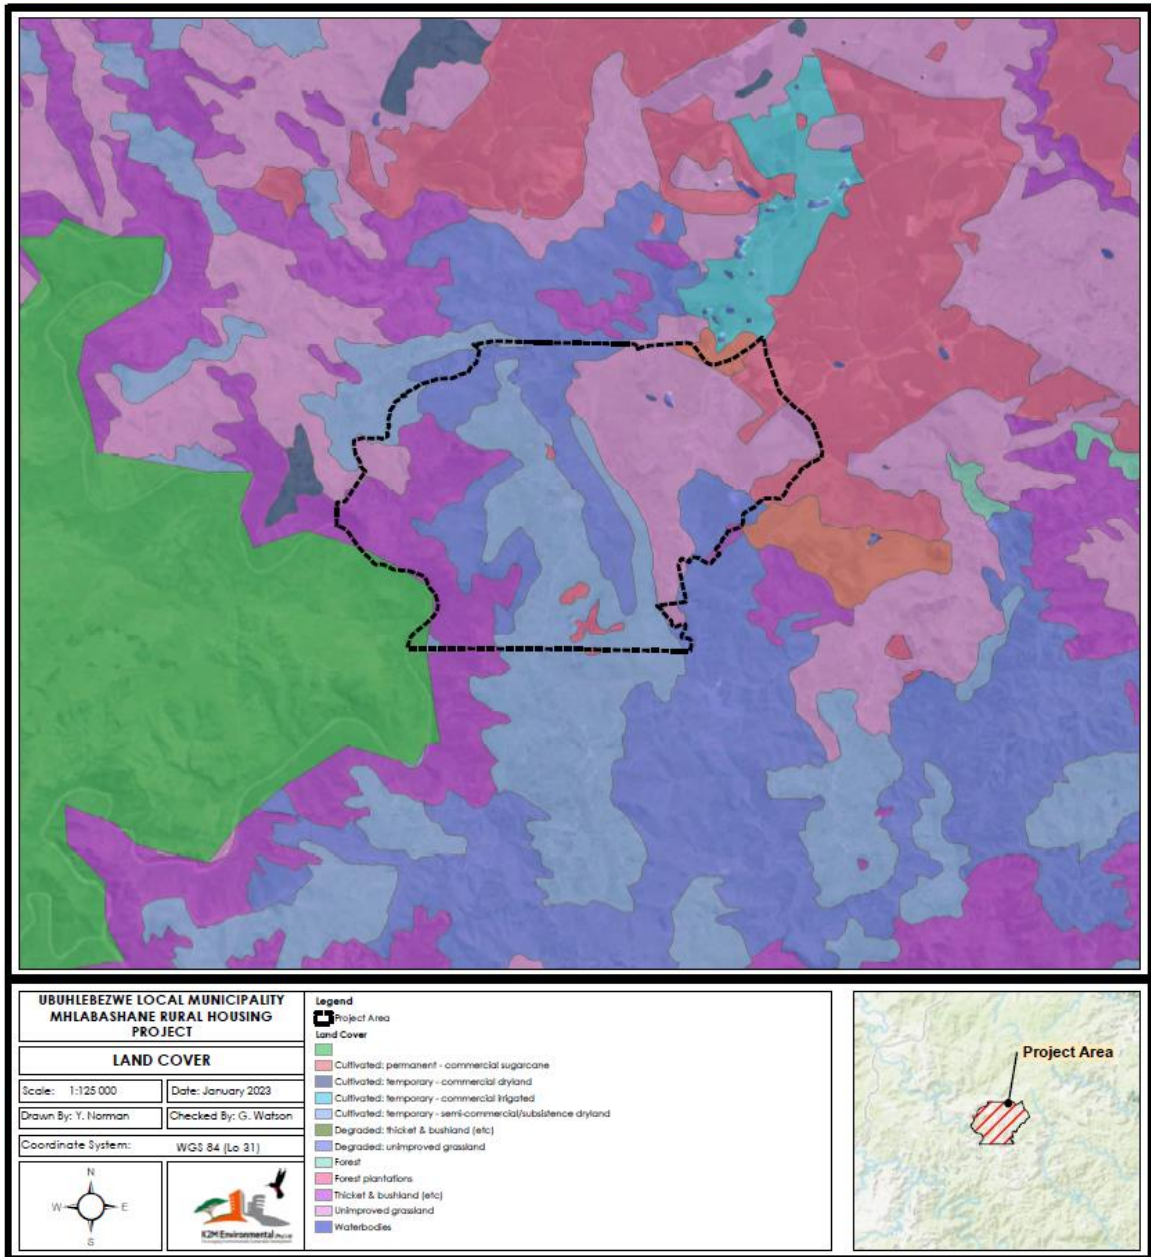 UBUHLEBEZWE LOCAL MUNICIPALITY
MHLABASHANE RURAL HOUSING
PROJECT
LAND COVER
Scale: 1:125 000
Date: January 2023
Drawn By: Y. Norman
Checked By: G. Watson
Coordinate System: WGS 84 (Lo 31)
N
W E
S
K2M Environmental (Pty) Ltd
Legend
Project Area
Land Cover
Cultivated: permanent - commercial sugarcane
Cultivated: temporary - commercial dryland
Cultivated: temporary - commercial irrigated
Cultivated: temporary - semi-commercial/subsistence dryland
Degraded: thicket & bushland (etc)
Degraded: unimproved grassland
Forest
Forest plantations
Thicket & bushland (etc)
Unimproved grassland
Waterbodies
Project Area